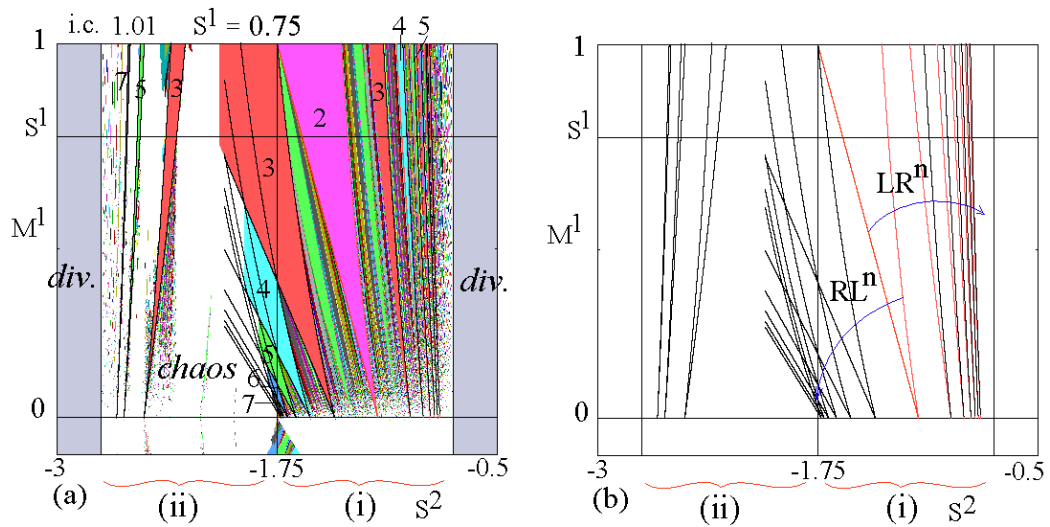 i.c. 1.01 S¹ = 0.75 4 5
1 7 5 3 2 3
S¹
3
M¹
div. 4 div.
chaos 5
6
0 7
-3 -1.75 -0.5
(a) (ii) (i) S²
1
S¹
LRⁿ
M¹
RLⁿ
0
-3 -1.75 -0.5
(b) (ii) (i) S²